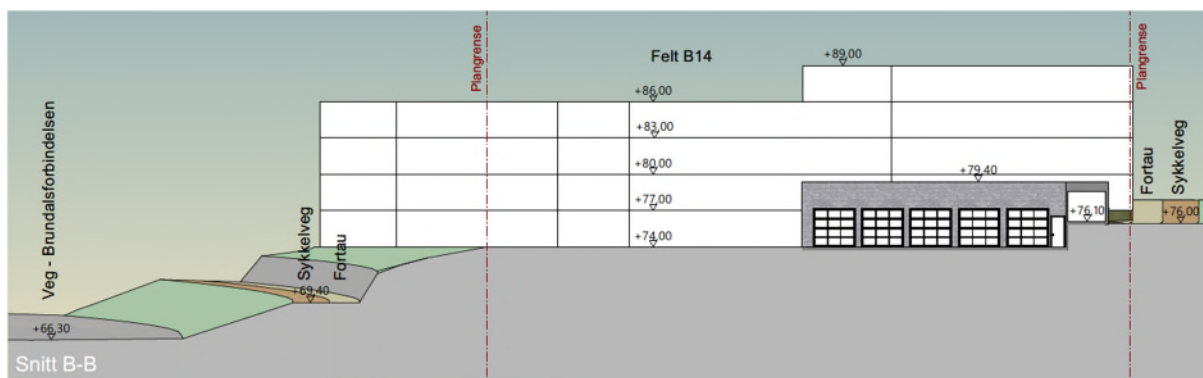 Plangrense
Felt B14
+89,00
Plangrense
+86,00
+83,00
+80,00
+79,40
+77,00
+76,10
+74,00
Fortau
Sykkelveg
+76,00
Veg - Brundalsforbindelsen
Sykkelveg
Fortau
+69,40
+66,30
Snitt B-B